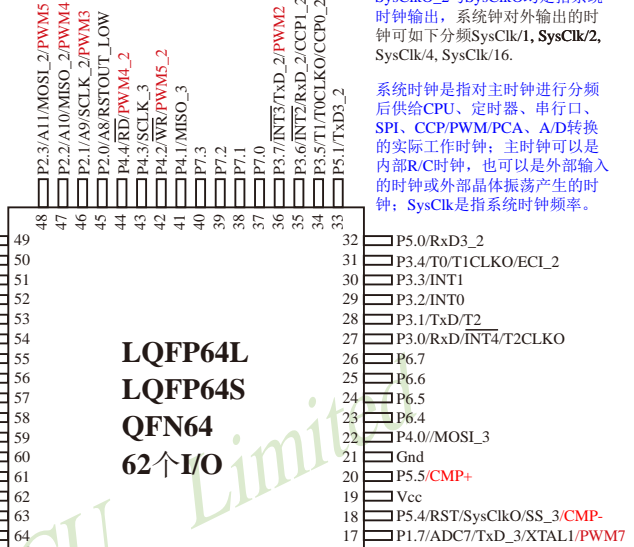 时钟输出，系统钟对外输出的时
钟可如下分频SysClk/1, SysClk/2,
SysClk/4, SysClk/16.
系统时钟是指对主时钟进行分频
后供给CPU、定时器、串行口、
SPI、CCP/PWM/PCA、A/D转换
的实际工作时钟；主时钟可以是
内部R/C时钟，也可以是外部输入
的时钟或外部晶体振荡产生的时
钟；SysClk是指系统时钟频率。
P2.3/A11/MOSI_2/PWM5
P2.2/A10/MISO_2/PWM4
P2.1/A9/SCLK_2/PWM3
P2.0/A8/RSTOUT_LOW
P4.4/RD/PWM4_2
P4.3/SCLK_3
P4.2/WR/PWM5_2
P4.1/MISO_3
P7.3
P7.2
P7.1
P7.0
P3.7/INT3/TxD_2/PWM2
P3.6/INT2/RxD_2/CCP1_2
P3.5/T1/T0CLKO/CCP0_2
P5.1/TxD3_2
48 47 46 45 44 43 42 41 40 39 38 37 36 35 34 33
49
50
51
52
53
54
55
56
57
58
59
60
61
62
63
64
LQFP64L
LQFP64S
QFN64
62个I/O
32 P5.0/RxD3_2
31 P3.4/T0/T1CLKO/ECI_2
30 P3.3/INT1
29 P3.2/INT0
28 P3.1/TxD/T2
27 P3.0/RxD/INT4/T2CLKO
26 P6.7
25 P6.6
24 P6.5
23 P6.4
22 P4.0//MOSI_3
21 Gnd
20 P5.5/CMP+
19 Vcc
18 P5.4/RST/SysClkO/SS_3/CMP-
17 P1.7/ADC7/TxD_3/XTAL1/PWM7
Limited